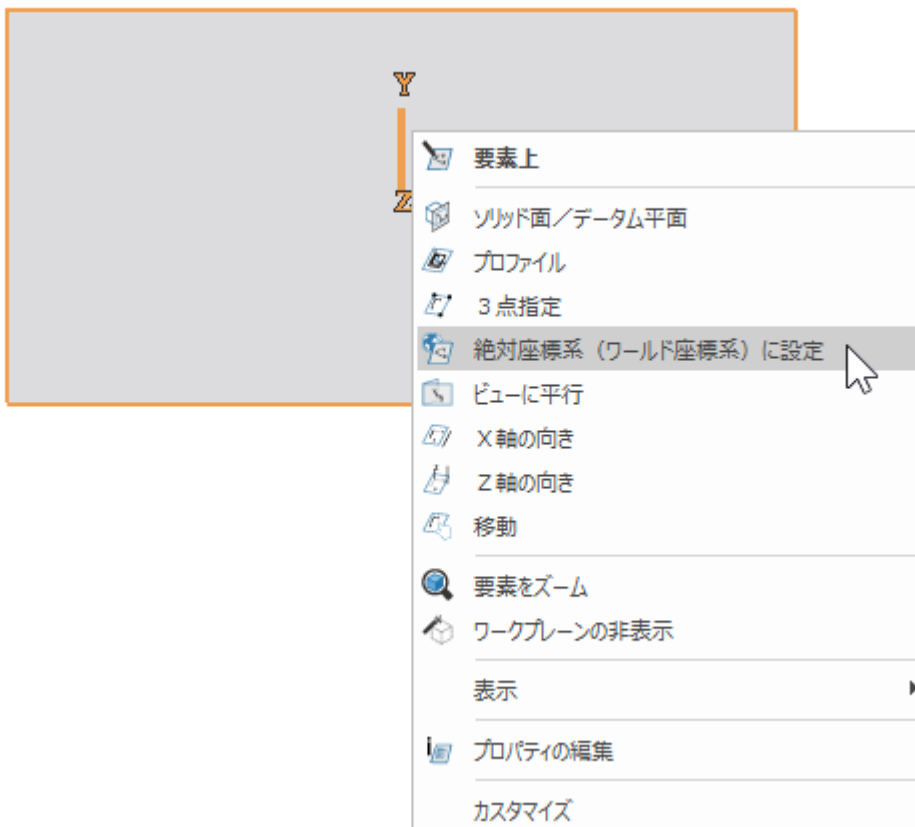 Y
Z
要素上
ソリッド面／データム平面
プロファイル
３点指定
絶対座標系（ワールド座標系）に設定
ビューに平行
X軸の向き
Z軸の向き
移動
要素をズーム
ワークプレーンの非表示
表示
プロパティの編集
カスタマイズ